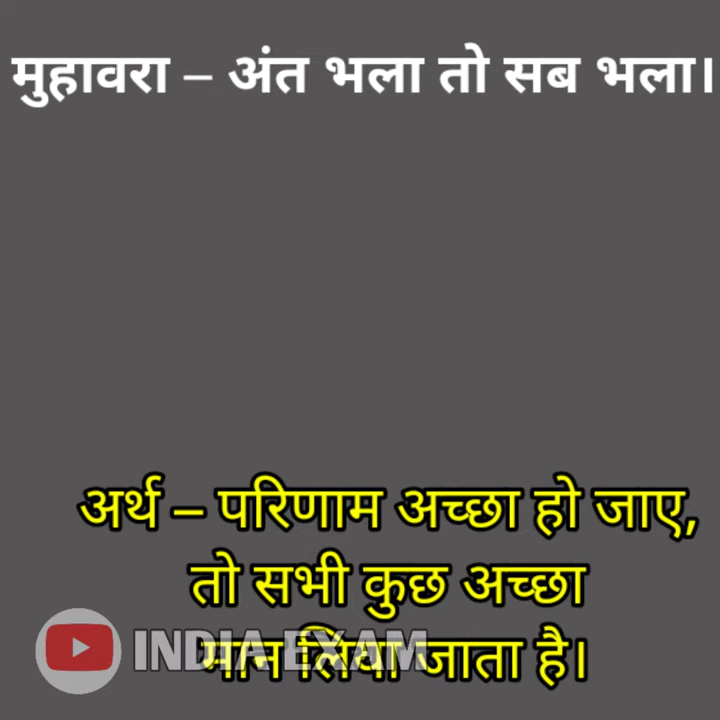 मुहावरा – अंत भला तो सब भला।
अर्थ – परिणाम अच्छा हो जाए,
तो सभी कुछ अच्छा
मान लिया जाता है।
INDIA EXAM